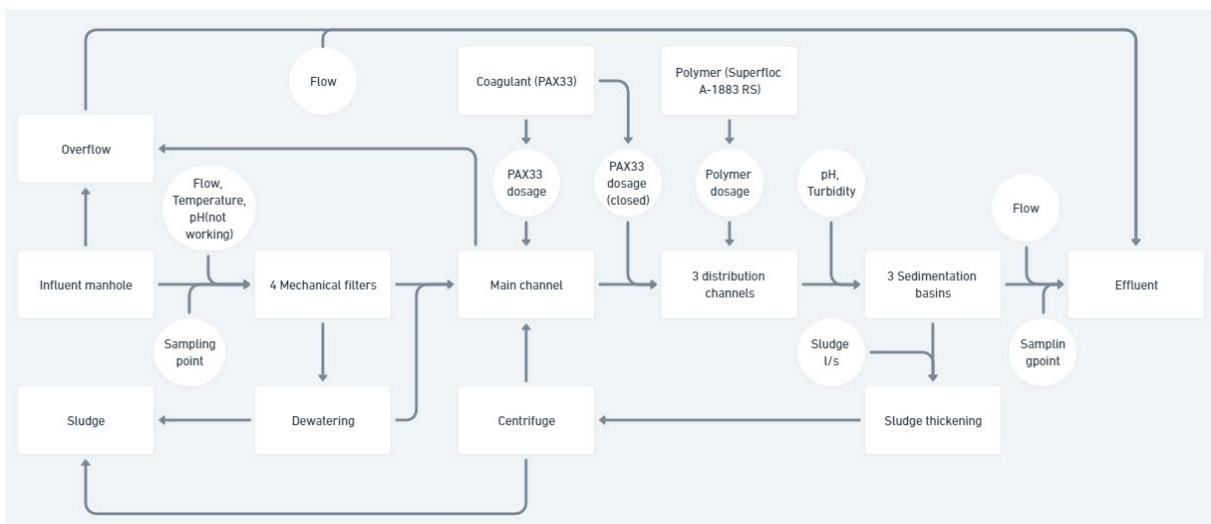 Flow
Coagulant (PAX33)
Polymer (Superfloc
A-1883 RS)
Overflow
Flow,
Temperature,
pH(not
working)
PAX33
dosage
PAX33
dosage
(closed)
Polymer
dosage
pH,
Turbidity
Flow
Influent manhole
4 Mechanical filters
Main channel
3 distribution
channels
3 Sedimentation
basins
Effluent
Sampling
point
Sludge
l/s
Samplin
gpoint
Sludge
Dewatering
Centrifuge
Sludge thickening